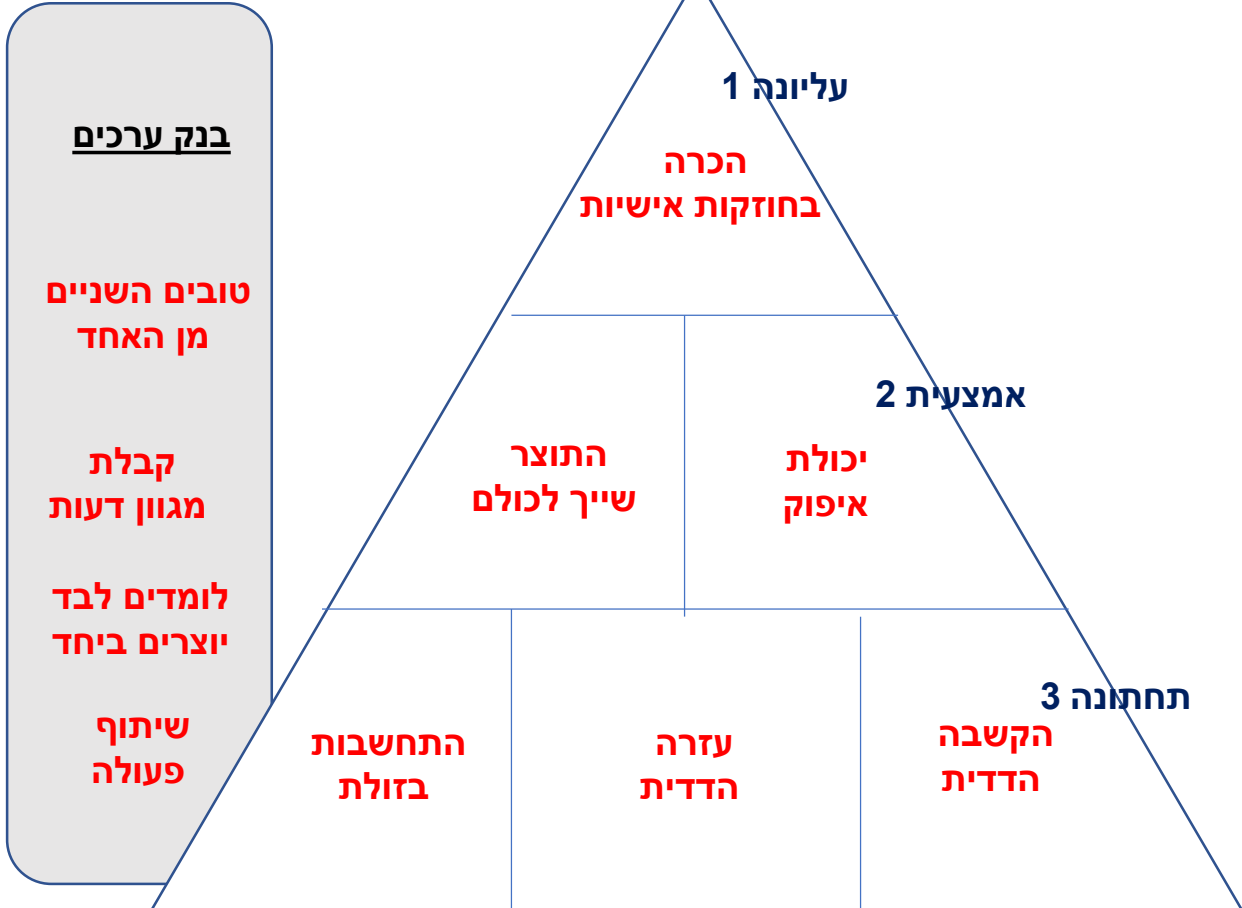 בנק ערכים
טובים השניים
מן האחד
קבלת
מגוון דעות
לומדים לבד
יוצרים ביחד
שיתוף
פעולה
עליונה 1
הכרה
בחוזקות אישיות
אמצעית 2
יכולת
איפוק
התוצר
שייך לכולם
תחתונה 3
הקשבה
הדדית
עזרה
הדדית
התחשבות
בזולת